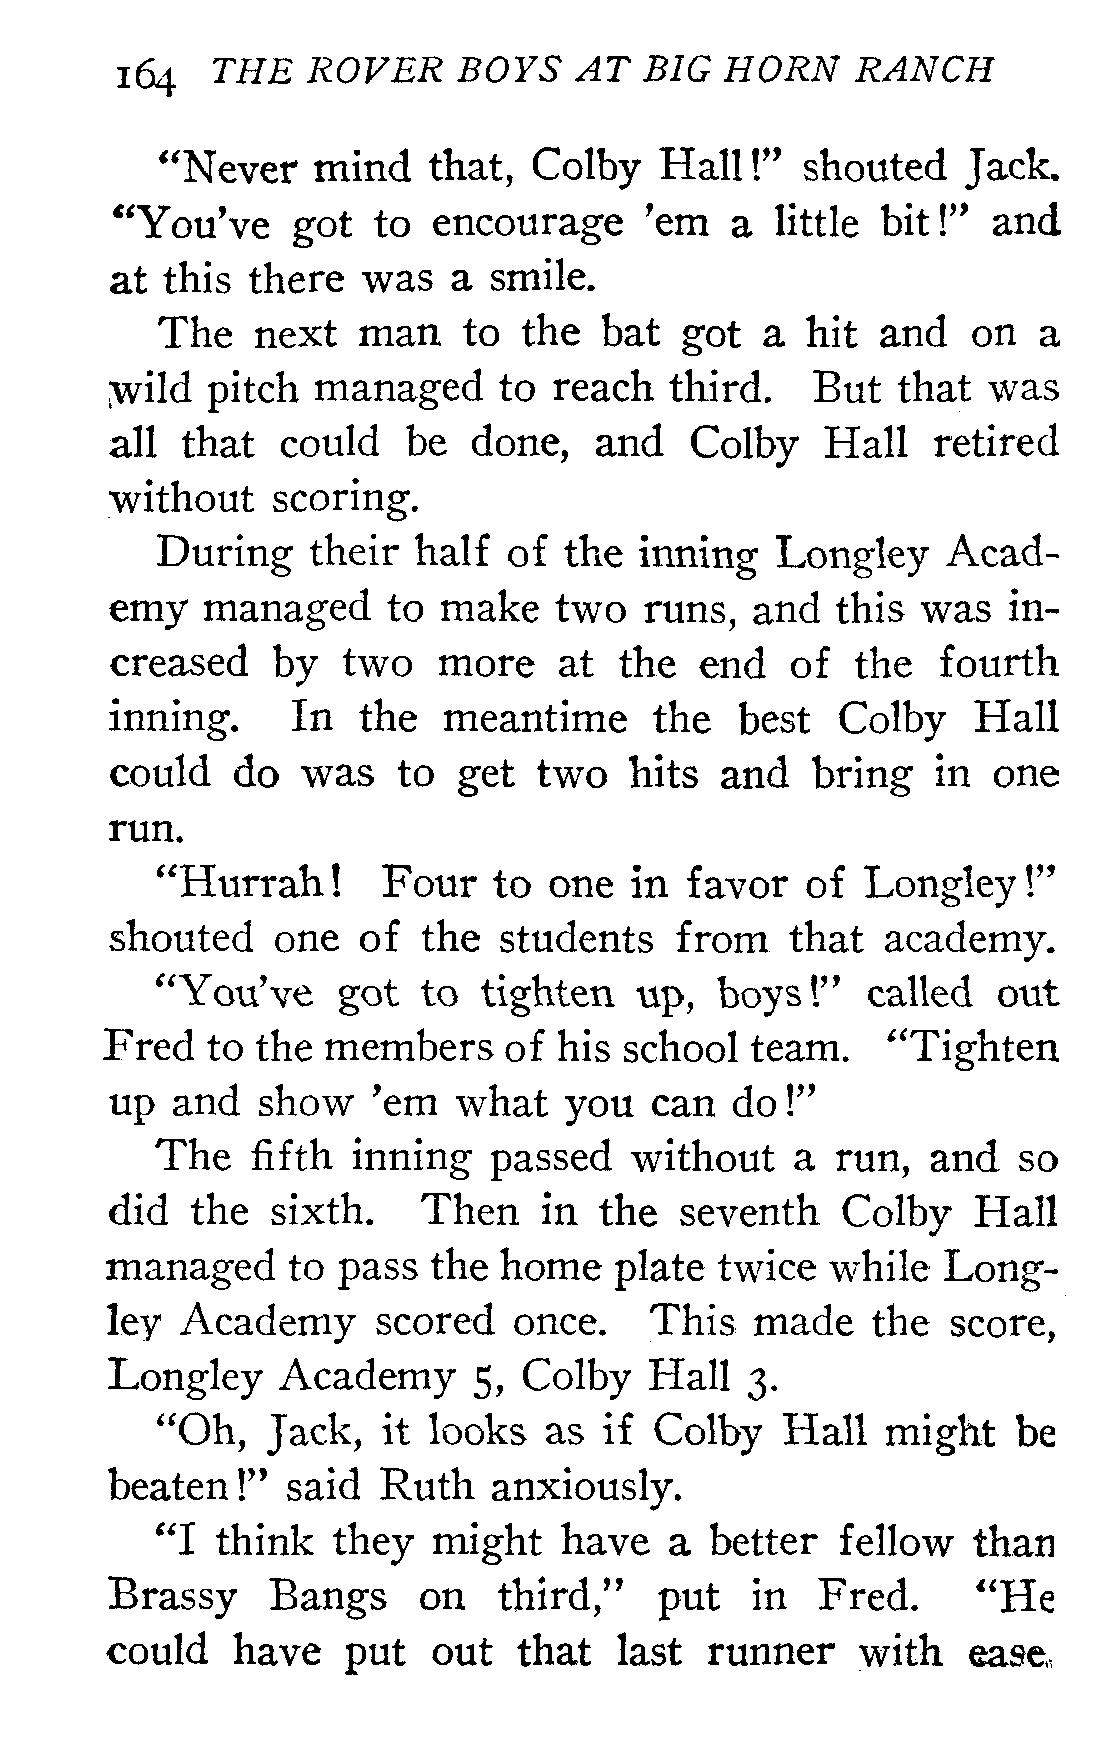 164 THE ROVER BOYS AT BIG HORN RANCH
“Never mind that, Colby Hall!” shouted Jack.
“You’ve got to encourage ’em a little bit!” and
at this there was a smile.
The next man to the bat got a hit and on a
wild pitch managed to reach third. But that was
all that could be done, and Colby Hall retired
without scoring.
During their half of the inning Longley Acad-
emy managed to make two runs, and this was in-
creased by two more at the end of the fourth
inning. In the meantime the best Colby Hall
could do was to get two hits and bring in one
run.
“Hurrah! Four to one in favor of Longley!”
shouted one of the students from that academy.
“You’ve got to tighten up, boys!” called out
Fred to the members of his school team. “Tighten
up and show ’em what you can do!”
The fifth inning passed without a run, and so
did the sixth. Then in the seventh Colby Hall
managed to pass the home plate twice while Long-
ley Academy scored once. This made the score,
Longley Academy 5, Colby Hall 3.
“Oh, Jack, it looks as if Colby Hall might be
beaten!” said Ruth anxiously.
“I think they might have a better fellow than
Brassy Bangs on third,” put in Fred. “He
could have put out that last runner with ease.